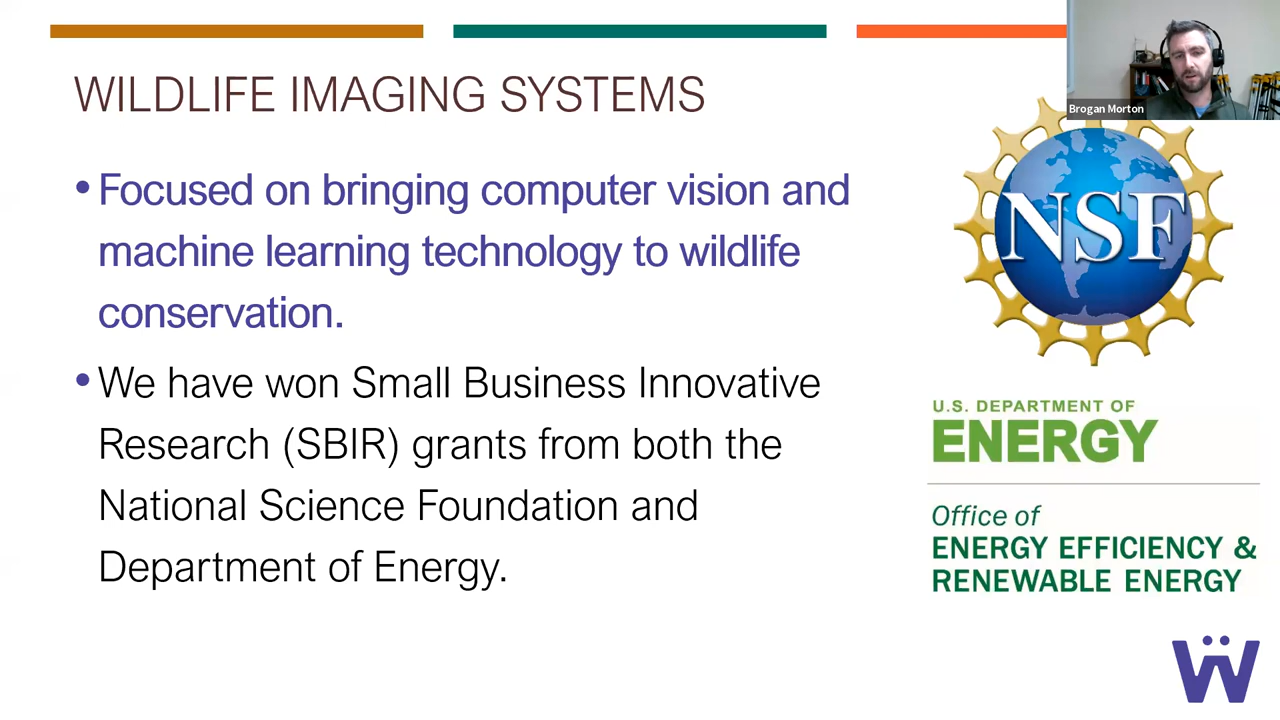 WILDLIFE IMAGING SYSTEMS
Brogan Morton
• Focused on bringing computer vision and
machine learning technology to wildlife
conservation.
• We have won Small Business Innovative
Research (SBIR) grants from both the
National Science Foundation and
Department of Energy.
NSF
U.S. DEPARTMENT OF
ENERGY
Office of
ENERGY EFFICIENCY &
RENEWABLE ENERGY
Ẅ